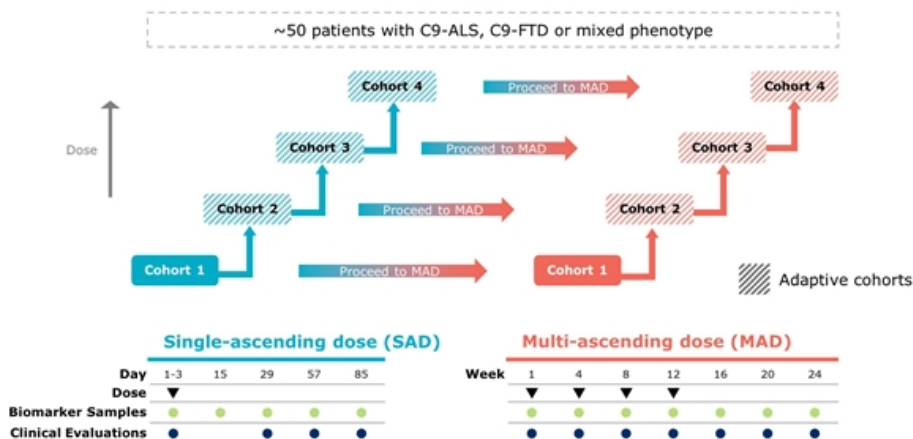 ~50 patients with C9-ALS, C9-FTD or mixed phenotype
Cohort 4 Proceed to MAD Cohort 4
Dose
Cohort 3 Proceed to MAD Cohort 3
Cohort 2 Proceed to MAD Cohort 2
Cohort 1 Proceed to MAD Cohort 1
Adaptive cohorts
Single-ascending dose (SAD) Multi-ascending dose (MAD)
Day 1-3 15 29 57 85 Week 1 4 8 12 16 20 24
Dose
Biomarker Samples
Clinical Evaluations